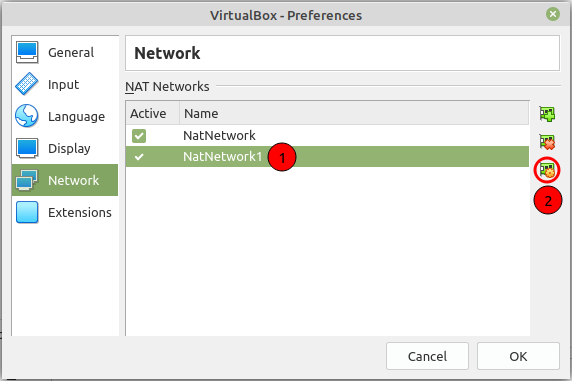 VirtualBox - Preferences
General
Input
Language
Display
Network
Extensions
Network
NAT Networks
Active Name
NatNetwork
NatNetwork1 1
2
Cancel OK